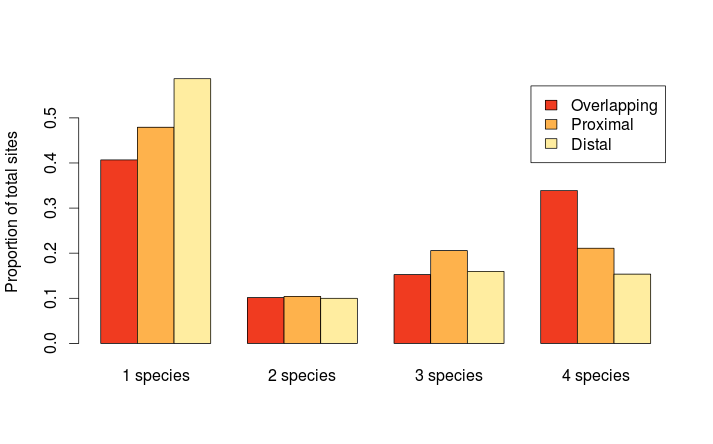 Proportion of total sites
0.5
0.4
0.3
0.2
0.1
0.0
Overlapping
Proximal
Distal
1 species
2 species
3 species
4 species